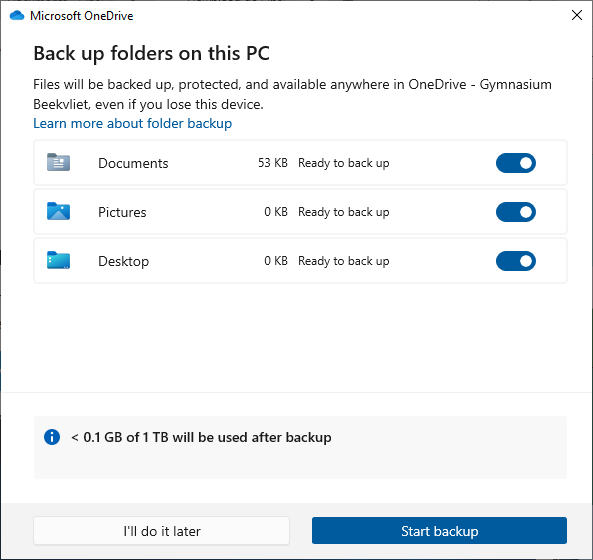 Microsoft OneDrive
Back up folders on this PC
Files will be backed up, protected, and available anywhere in OneDrive - Gymnasium
Beekvliet, even if you lose this device.
Learn more about folder backup
Documents 53 KB Ready to back up
Pictures 0 KB Ready to back up
Desktop 0 KB Ready to back up
< 0.1 GB of 1 TB will be used after backup
I'll do it later Start backup